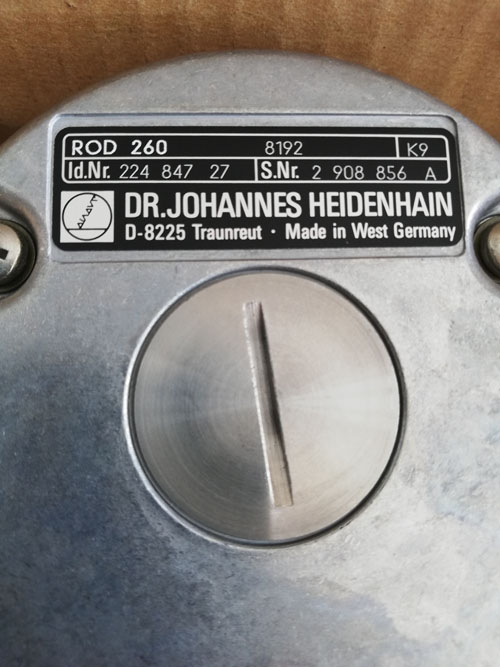 ROD 260 8192 K9
Id.Nr. 224 847 27 S.Nr. 2 908 856 A
DR.JOHANNES HEIDENHAIN
D-8225 Traunreut · Made in West Germany